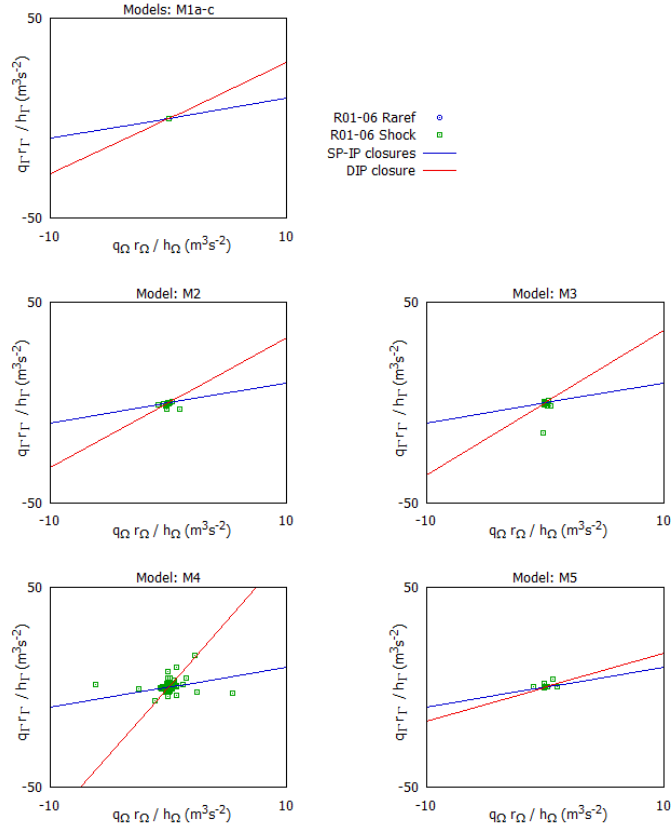 Models: M1a-c
50
-50
-10
10
q_Γ r_Γ / h_Γ (m³s⁻²)
q_Ω r_Ω / h_Ω (m³s⁻²)
R01-06 Raref
R01-06 Shock
SP-IP closures
DIP closure
Model: M2
50
-50
-10
10
q_Γ r_Γ / h_Γ (m³s⁻²)
q_Ω r_Ω / h_Ω (m³s⁻²)
Model: M3
50
-50
-10
10
q_Γ r_Γ / h_Γ (m³s⁻²)
q_Ω r_Ω / h_Ω (m³s⁻²)
Model: M4
50
-50
-10
10
q_Γ r_Γ / h_Γ (m³s⁻²)
q_Ω r_Ω / h_Ω (m³s⁻²)
Model: M5
50
-50
-10
10
q_Γ r_Γ / h_Γ (m³s⁻²)
q_Ω r_Ω / h_Ω (m³s⁻²)